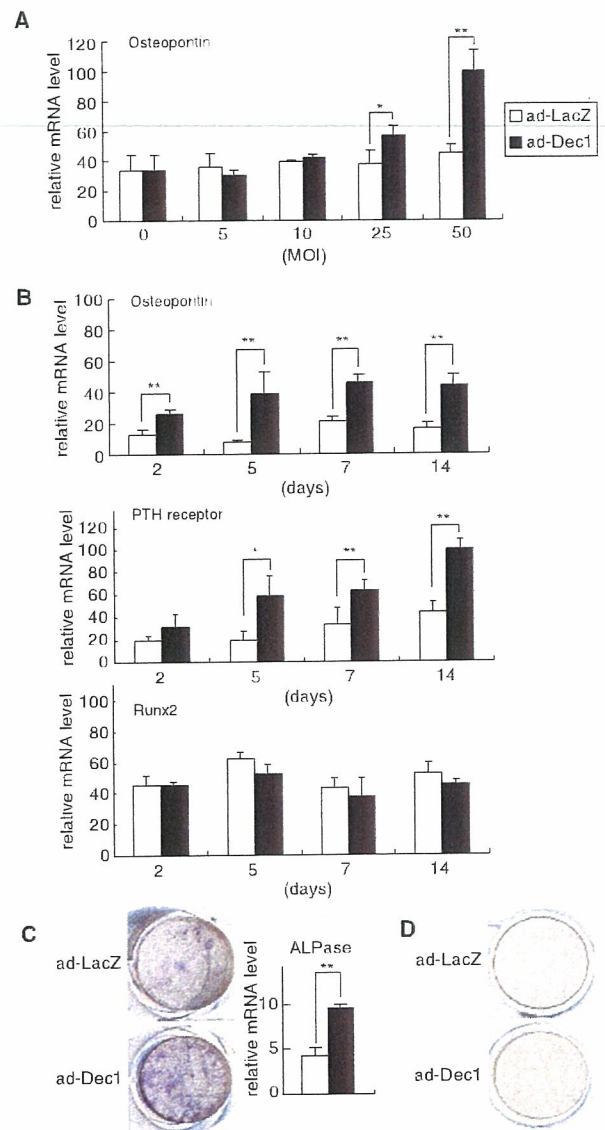 A
Osteopontin
relative mRNA level
120
100
80
60
40
20
0
*
**
0 5 10 25 50
(MOI)
ad-LacZ
ad-Dec1
B
Osteopontin
relative mRNA level
100
80
60
40
20
0
** ** ** **
2 5 7 14
(days)
PTH receptor
relative mRNA level
120
100
80
60
40
20
0
* ** **
2 5 7 14
(days)
Runx2
relative mRNA level
100
80
60
40
20
0
2 5 7 14
(days)
C
ad-LacZ
ad-Dec1
ALPase
relative mRNA level
10
5
0
**
D
ad-LacZ
ad-Dec1